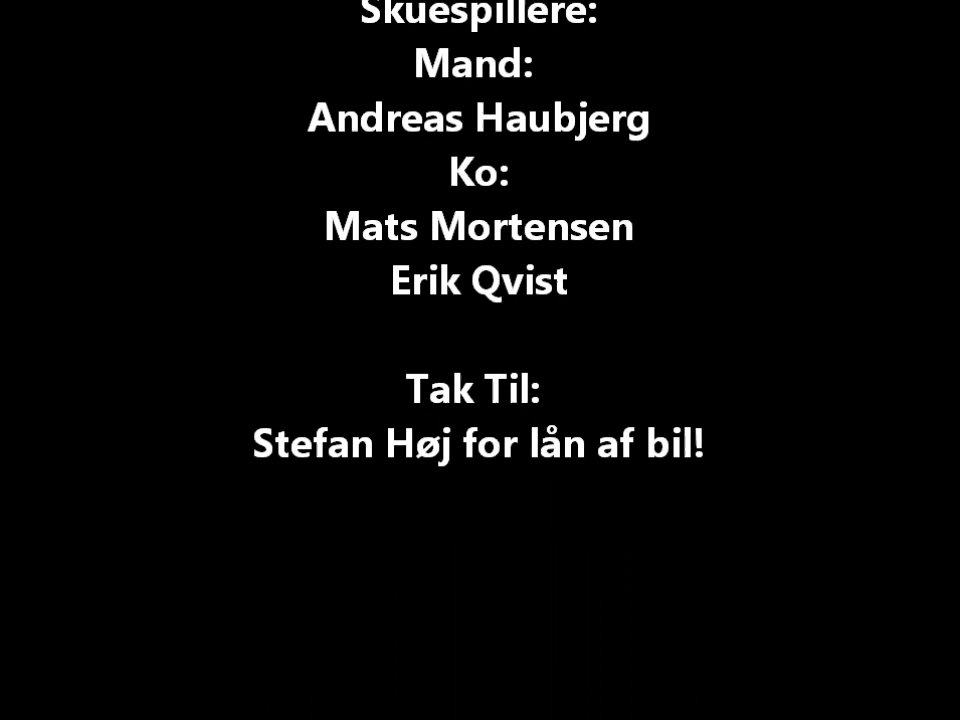 Skuespillere:
Mand:
Andreas Haubjerg
Ko:
Mats Mortensen
Erik Qvist
Tak Til:
Stefan Høj for lån af bil!